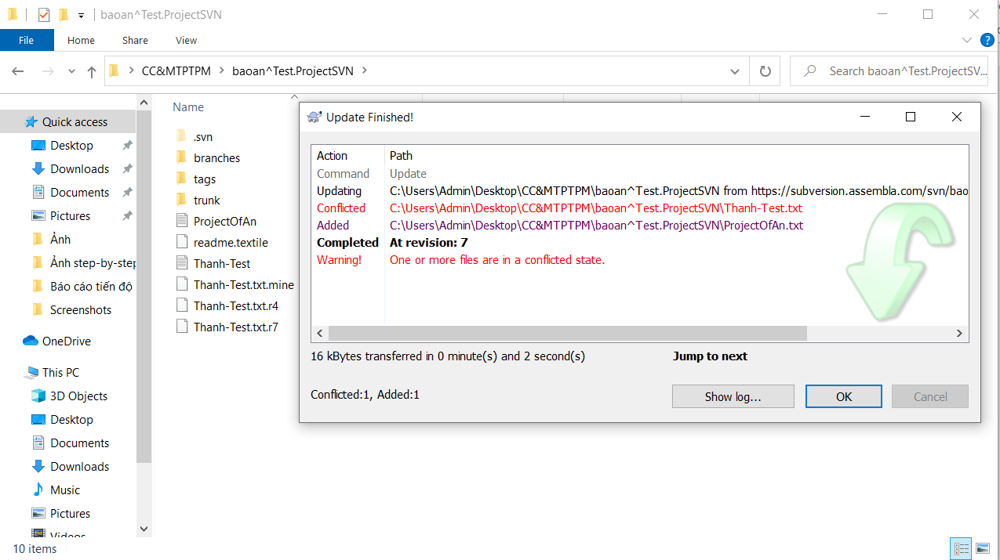 baoan^Test.ProjectSVN
File Home Share View
CC&MTPTPM baoan^Test.ProjectSVN
Search baoan^Test.ProjectSV...
Name
Quick access
Desktop
Downloads
Documents
Pictures
Ảnh
Ảnh step-by-step
Báo cáo tiến độ
Screenshots
OneDrive
This PC
3D Objects
Desktop
Documents
Downloads
Music
Pictures
Videos
.svn
branches
tags
trunk
ProjectOfAn
readme.textile
Thanh-Test
Thanh-Test.txt.mine
Thanh-Test.txt.r4
Thanh-Test.txt.r7
Update Finished!
Action Path
Command Update
Updating C:\Users\Admin\Desktop\CC&MTPTPM\baoan^Test.ProjectSVN from https://subversion.assembla.com/svn/bao
Conflicted C:\Users\Admin\Desktop\CC&MTPTPM\baoan^Test.ProjectSVN\Thanh-Test.txt
Added C:\Users\Admin\Desktop\CC&MTPTPM\baoan^Test.ProjectSVN\ProjectOfAn.txt
Completed At revision: 7
Warning! One or more files are in a conflicted state.
16 kBytes transferred in 0 minute(s) and 2 second(s)
Jump to next
Conflicted:1, Added:1
Show log...
OK
Cancel
10 items